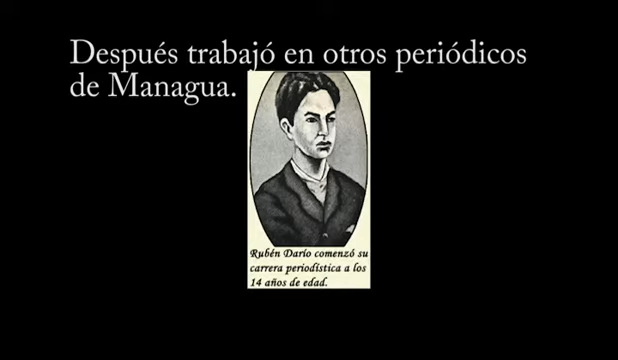 Después trabajó en otros periódicos
de Managua.
Rubén Darío comenzó su
carrera periodística a los
14 años de edad.